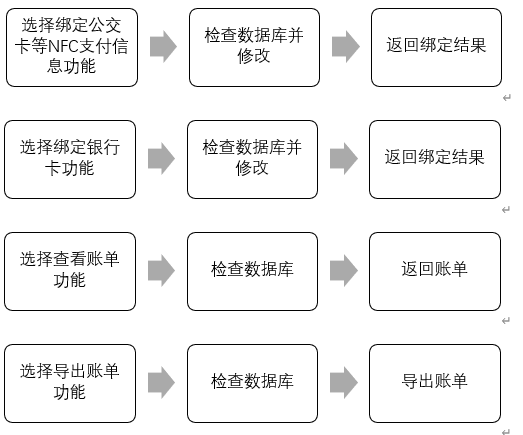 选择绑定公交
卡等NFC支付信
息功能
检查数据库并
修改
返回绑定结果
选择绑定银行
卡功能
检查数据库并
修改
返回绑定结果
选择查看账单
功能
检查数据库
返回账单
选择导出账单
功能
检查数据库
导出账单